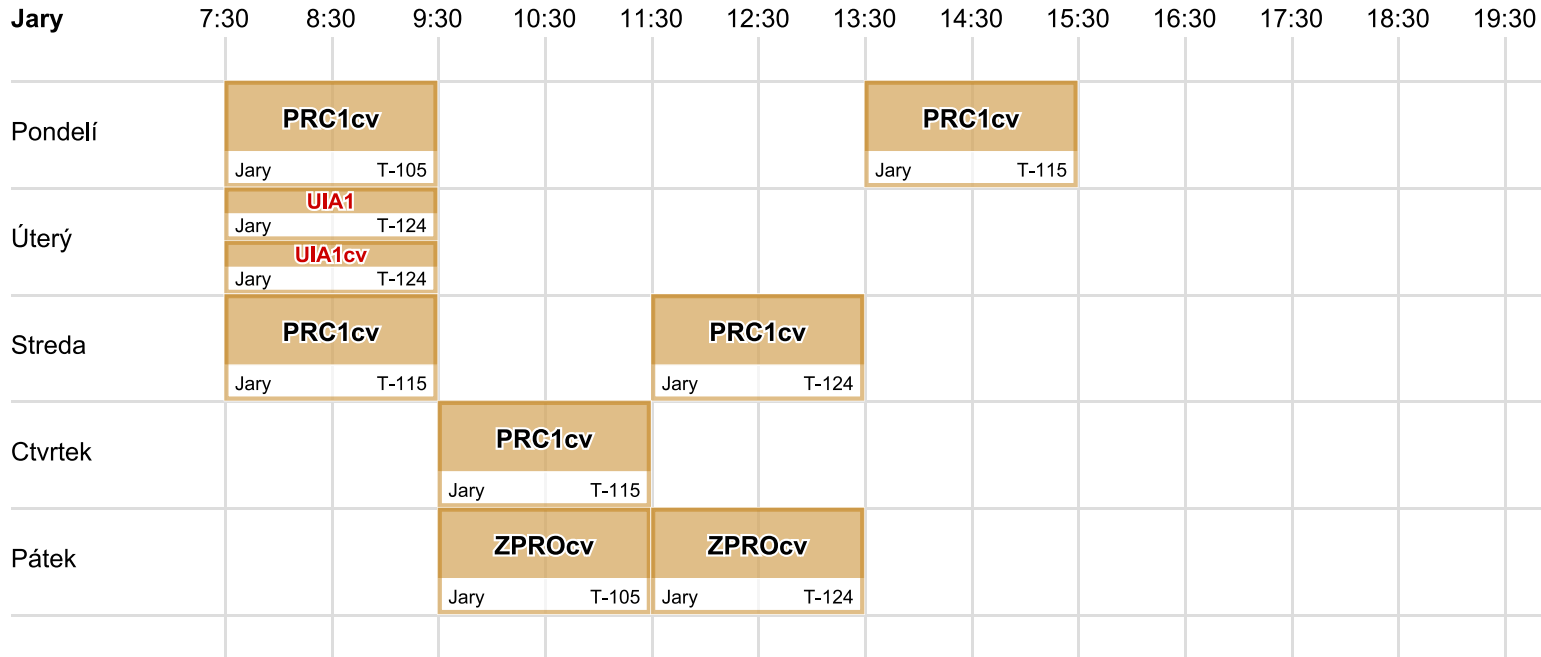 Jary 7:30 8:30 9:30 10:30 11:30 12:30 13:30 14:30 15:30 16:30 17:30 18:30 19:30
Pondelí
PRC1cv
Jary T-105
PRC1cv
Jary T-115
Úterý
UIA1
Jary T-124
UIA1cv
Jary T-124
Streda
PRC1cv
Jary T-115
PRC1cv
Jary T-124
Ctvrtek
PRC1cv
Jary T-115
Pátek
ZPROcv
Jary T-105
ZPROcv
Jary T-124